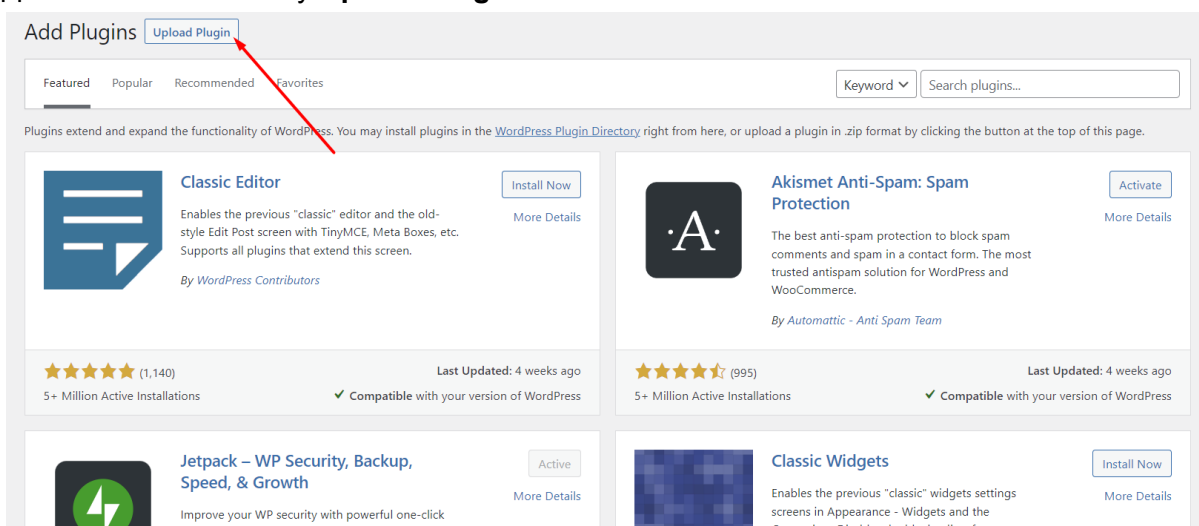 Add Plugins Upload Plugin
Featured Popular Recommended Favorites Keyword Search plugins...
Plugins extend and expand the functionality of WordPress. You may install plugins in the WordPress Plugin Directory right from here, or upload a plugin in .zip format by clicking the button at the top of this page.
Classic Editor
Install Now
More Details
Enables the previous "classic" editor and the old-
style Edit Post screen with TinyMCE, Meta Boxes, etc.
Supports all plugins that extend this screen.
By WordPress Contributors
(1,140)
Last Updated: 4 weeks ago
5+ Million Active Installations
Compatible with your version of WordPress
·A·
Akismet Anti-Spam: Spam
Protection
Activate
More Details
The best anti-spam protection to block spam
comments and spam in a contact form. The most
trusted antispam solution for WordPress and
WooCommerce.
By Automattic - Anti Spam Team
(995)
Last Updated: 4 weeks ago
5+ Million Active Installations
Compatible with your version of WordPress
Jetpack – WP Security, Backup,
Speed, & Growth
Active
More Details
Improve your WP security with powerful one-click
Classic Widgets
Install Now
More Details
Enables the previous "classic" widgets settings
screens in Appearance - Widgets and the